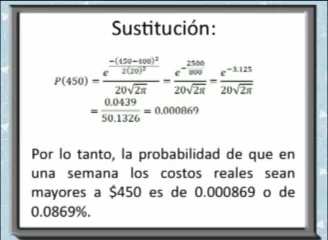 Sustitución:
P(450) = e^(-(450-400)²/2(20)²) / 20√2π = e^(-2500/800) / 20√2π = e^(-3.125) / 20√2π
= 0.0439 / 50.1326 = 0.000869
Por lo tanto, la probabilidad de que en
una semana los costos reales sean
mayores a $450 es de 0.000869 o de
0.0869%.